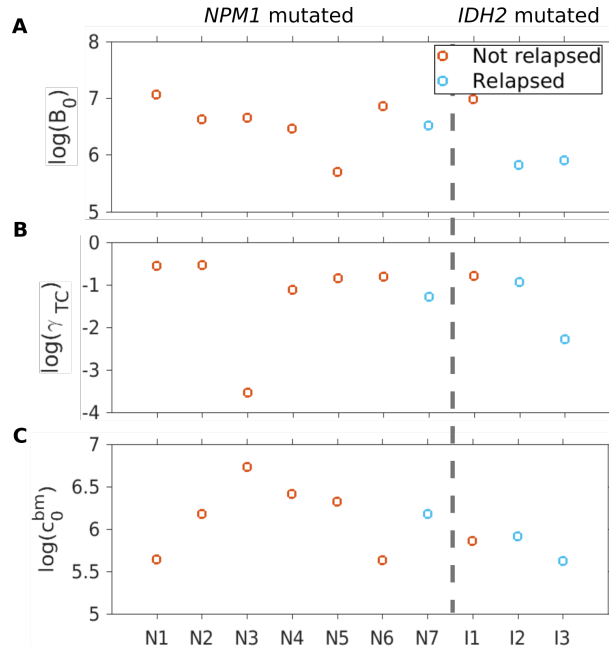 NPM1 mutated IDH2 mutated
A
8
7
6
5
log(B0)
Not relapsed
Relapsed
B
0
-1
-2
-3
-4
log(γ TC)
C
7
6.5
6
5.5
5
log(c0bm)
N1 N2 N3 N4 N5 N6 N7 I1 I2 I3